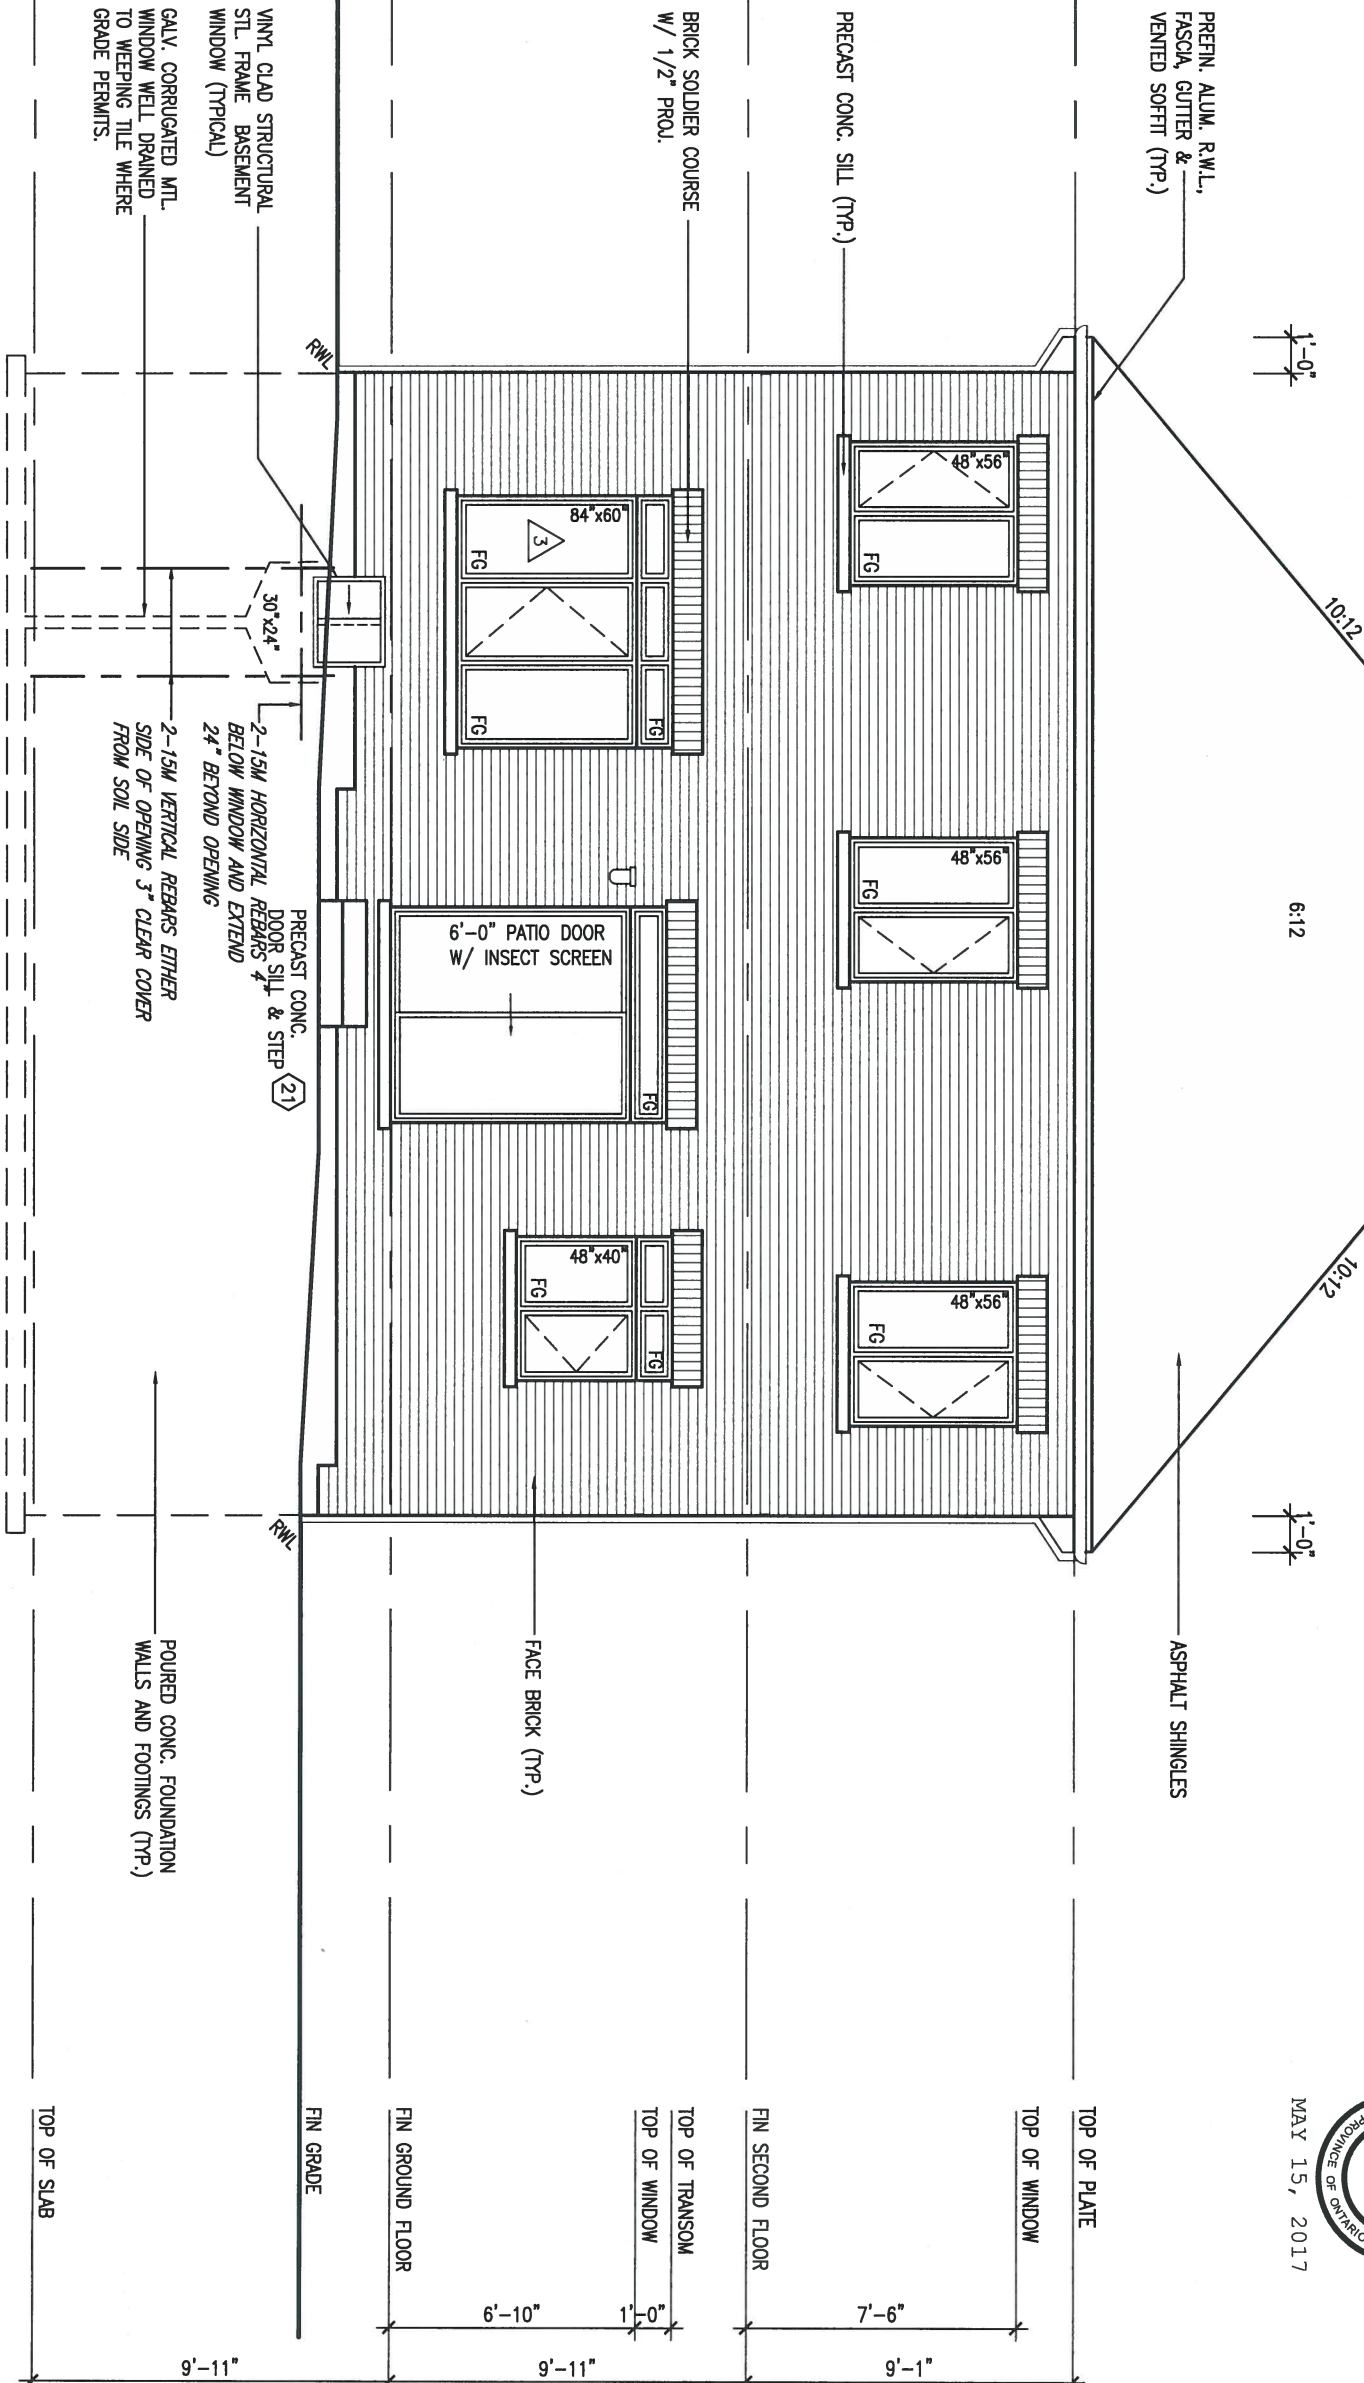 PREFIN. ALUM. R.W.L.,
FASCIA, GUTTER &
VENTED SOFFIT (TYP.)
PRECAST CONC. SILL (TYP.)
BRICK SOLDIER COURSE
W/ 1/2" PROJ.
VINYL CLAD STRUCTURAL
STL. FRAME BASEMENT
WINDOW (TYPICAL)
GALV. CORRUGATED MTL.
WINDOW WELL DRAINED
TO WEEPING TILE WHERE
GRADE PERMITS.
1'-0"
10:12
6:12
10:12
1'-0"
RWL
48"x56"
FG
48"x56"
FG
48"x56"
FG
84"x60"
3
FG
FG
FG
6'-0" PATIO DOOR
W/ INSECT SCREEN
FG
48"x40"
FG
FG
30"x24"
RWL
2-15M HORIZONTAL REBARS 4"
BELOW WINDOW AND EXTEND
24" BEYOND OPENING
2-15M VERTICAL REBARS EITHER
SIDE OF OPENING 3" CLEAR COVER
FROM SOIL SIDE
PRECAST CONC.
DOOR SILL & STEP
21
ASPHALT SHINGLES
FACE BRICK (TYP.)
POURED CONC. FOUNDATION
WALLS AND FOOTINGS (TYP.)
PROVINCE OF ONTARIO
MAY 15, 2017
TOP OF PLATE
TOP OF WINDOW
FIN SECOND FLOOR
TOP OF TRANSOM
TOP OF WINDOW
FIN GROUND FLOOR
FIN GRADE
TOP OF SLAB
7'-6"
1'-0"
6'-10"
9'-1"
9'-11"
9'-11"